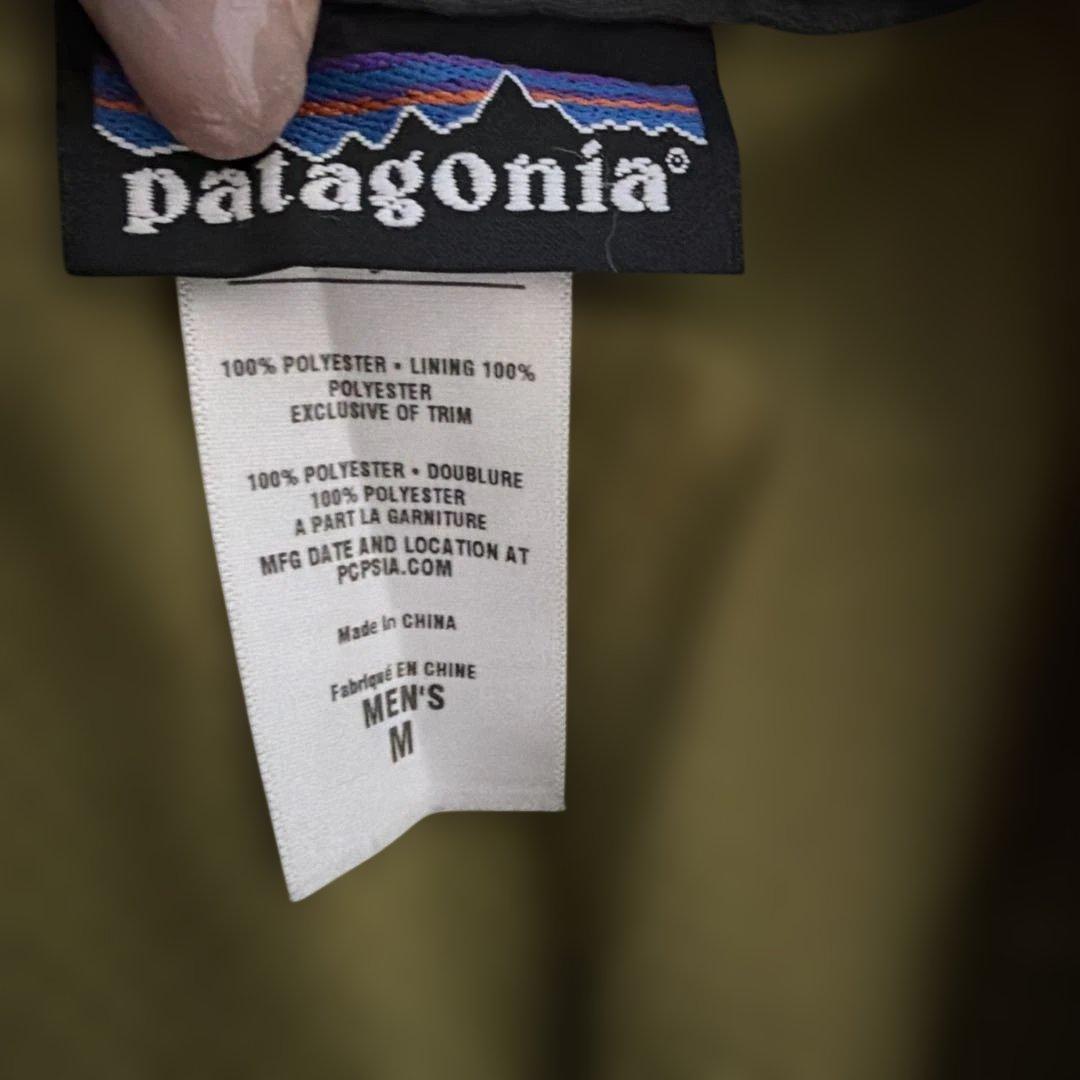 patagonia®
100% POLYESTER • LINING 100%
POLYESTER
EXCLUSIVE OF TRIM
100% POLYESTER • DOUBLURE
100% POLYESTER
A PART LA GARNITURE
MFG DATE AND LOCATION AT
PCPSIA.COM
Made in CHINA
Fabriqué EN CHINE
MEN'S
M